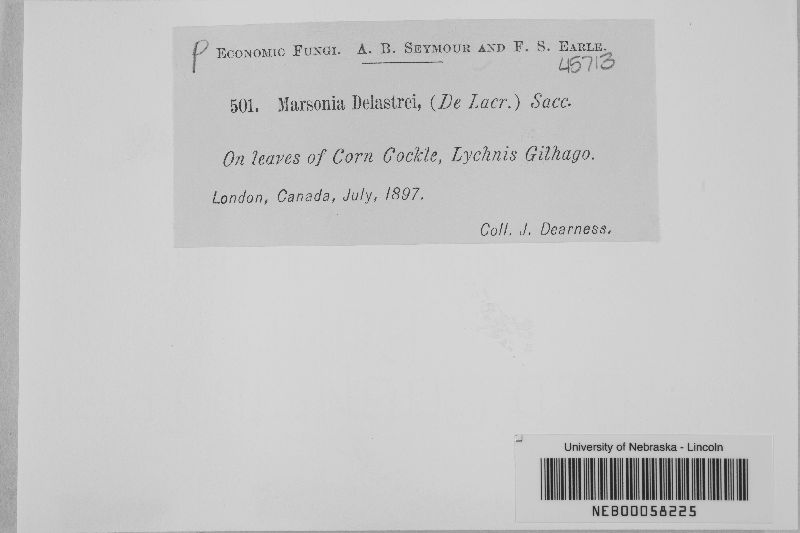 P Economic Fungi. A. B. Seymour and F. S. Earle.
45713
501. Marsonia Delastrei, (De Lacr.) Sacc.
On leaves of Corn Cockle, Lychnis Gilhago.
London, Canada, July, 1897.
Coll. J. Dearness.
University of Nebraska - Lincoln
NEB00058225